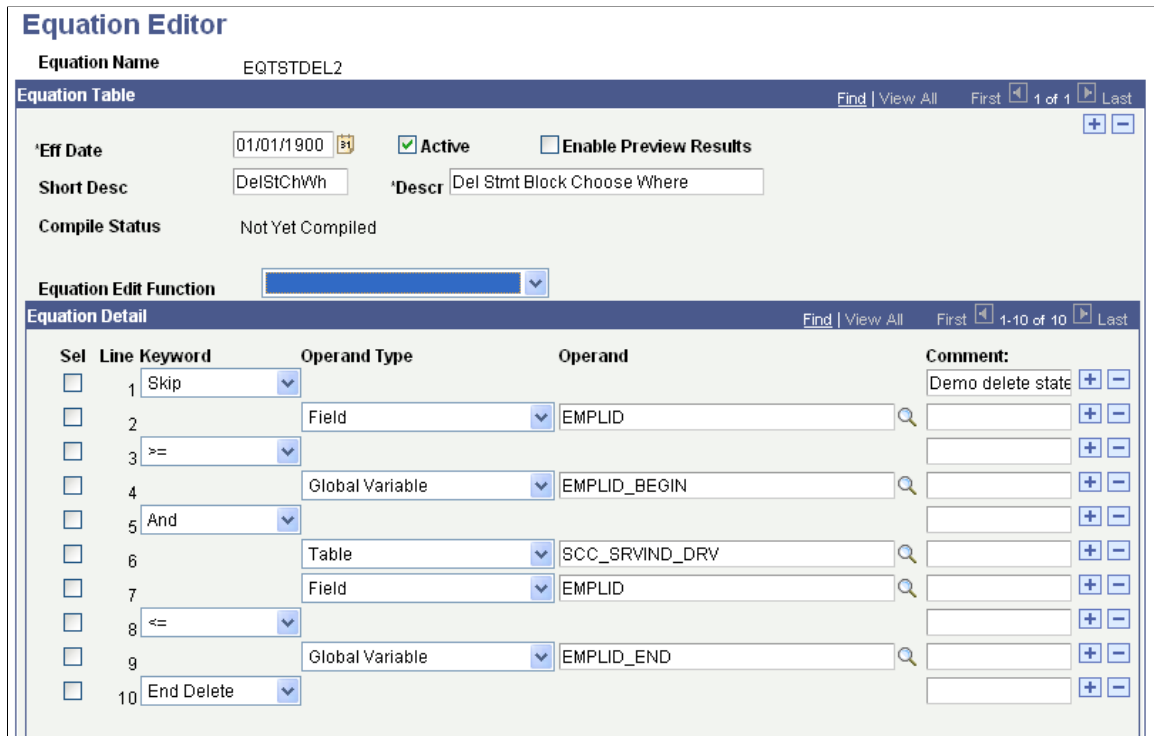 Equation Editor
Equation Name EQTSTDEL2
Equation Table Find | View All First 1 of 1 Last
*Eff Date 01/01/1900 31 Active Enable Preview Results
Short Desc DelStChWh *Descr Del Stmt Block Choose Where
Compile Status Not Yet Compiled
Equation Edit Function
Equation Detail Find | View All First 1-10 of 10 Last
Sel Line Keyword Operand Type Operand Comment:
1 Skip Demo delete state
2 Field EMPLID
3 >=
4 Global Variable EMPLID_BEGIN
5 And
6 Table SCC_SRVIND_DRV
7 Field EMPLID
8 <=
9 Global Variable EMPLID_END
10 End Delete